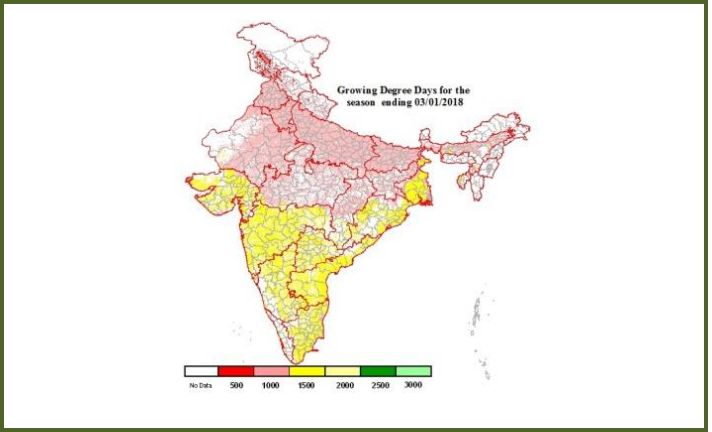 Growing Degree Days for the
season ending 03/01/2018
No Data 500 1000 1500 2000 2500 3000